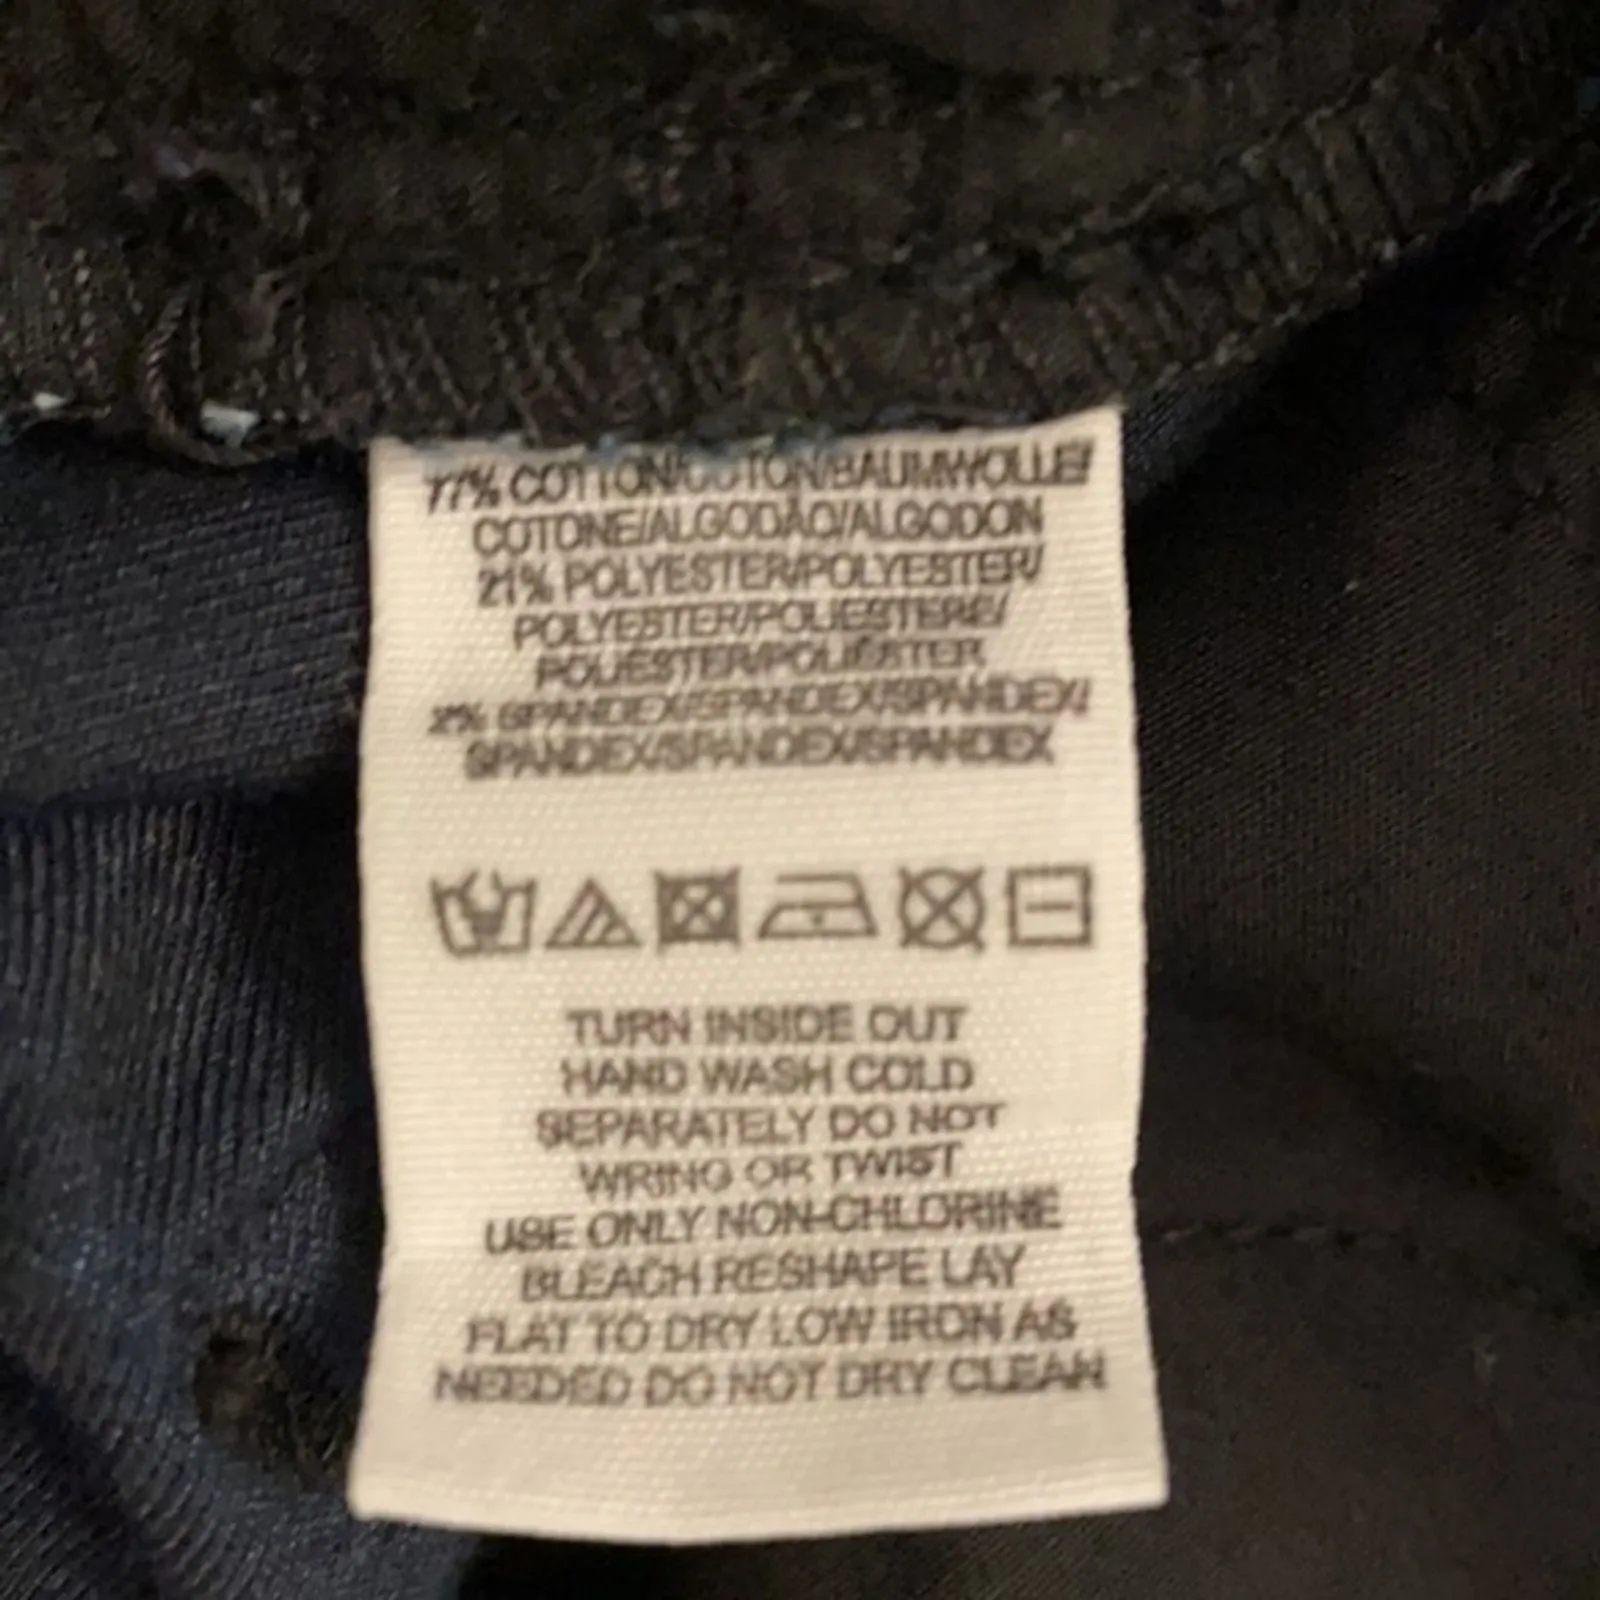 77% COTTON/COTON/BAUMWOLLE/
COTONE/ALGODÃO/ALGODON
21% POLYESTER/POLYESTER/
POLYESTER/POLIESTERE/
POLIÉSTER/POLIÉSTER
2% SPANDEX/SPANDEX/SPANDEX/
SPANDEX/SPANDEX/SPANDEX
TURN INSIDE OUT
HAND WASH COLD
SEPARATELY DO NOT
WRING OR TWIST
USE ONLY NON-CHLORINE
BLEACH RESHAPE LAY
FLAT TO DRY LOW IRON AS
NEEDED DO NOT DRY CLEAN